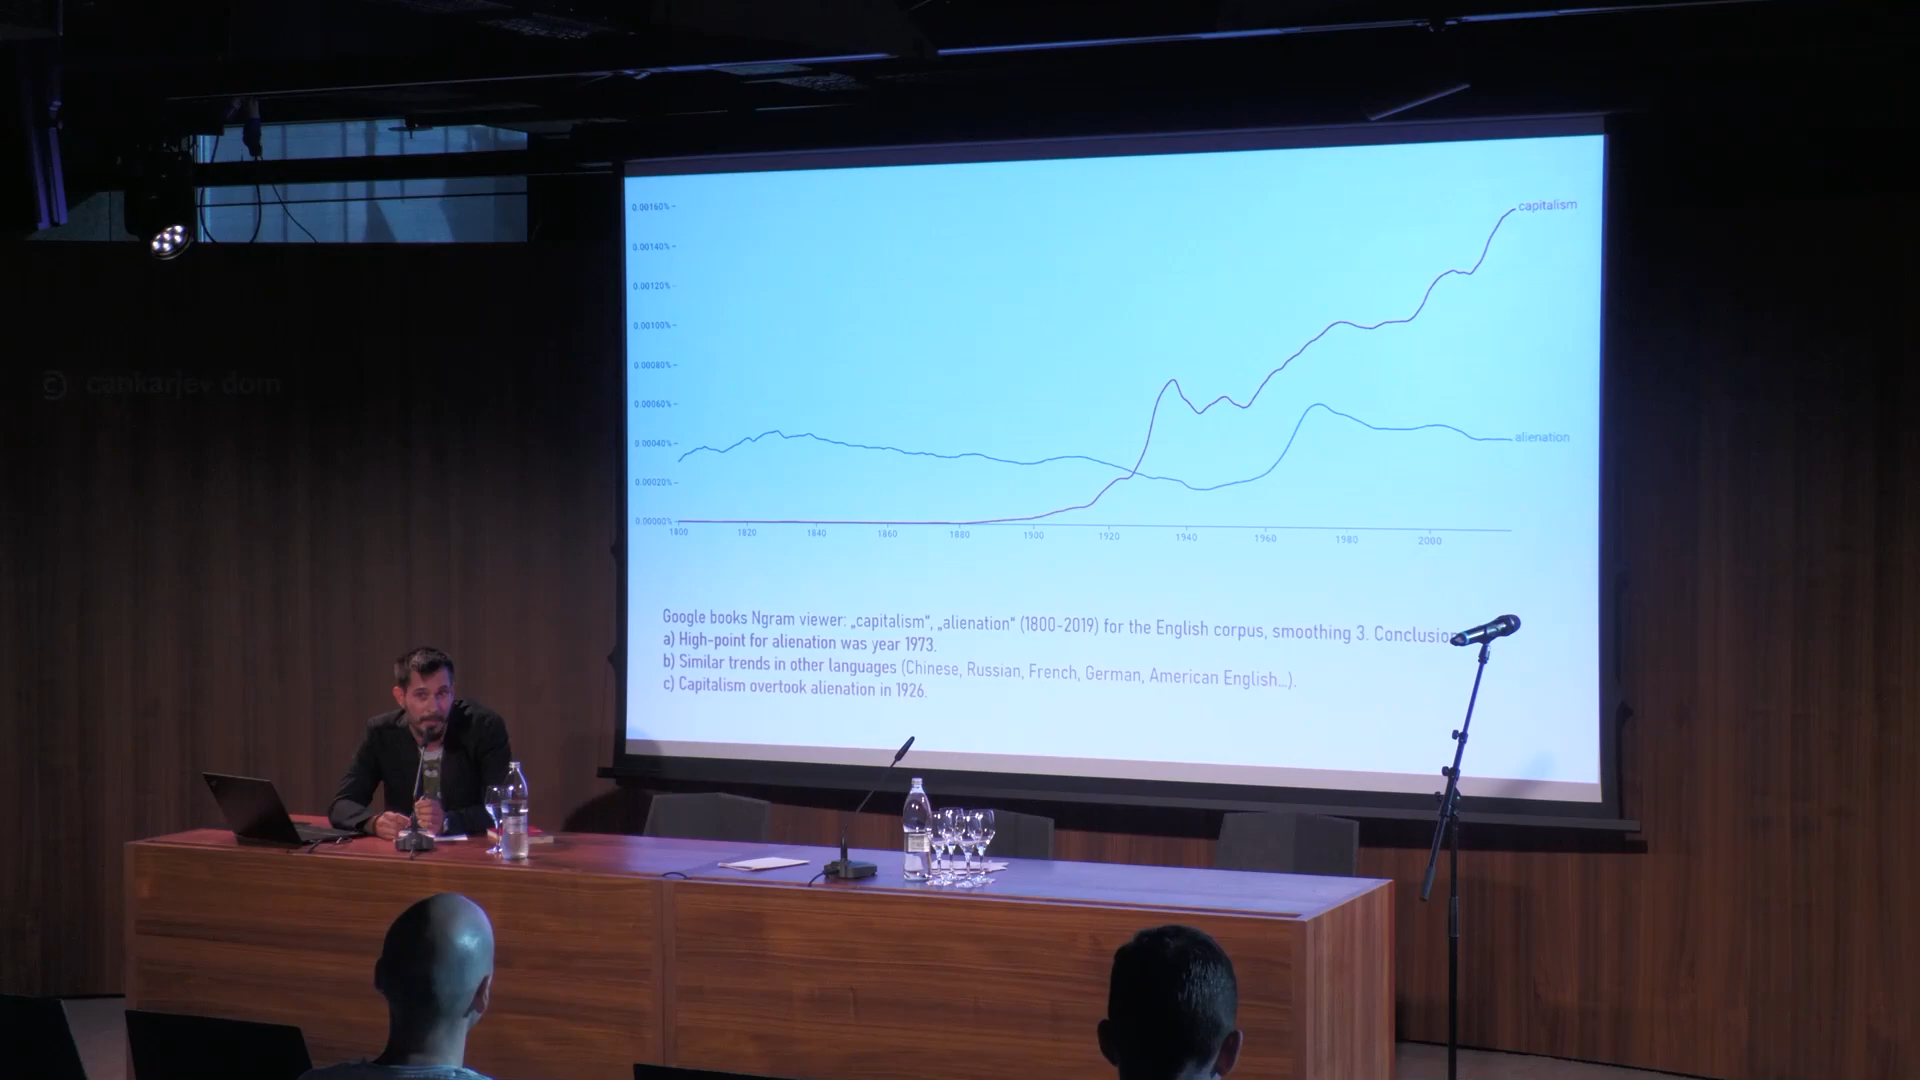 0.00160%
capitalism
0.00140%
0.00120%
0.00100%
0.00080%
0.00060%
0.00040%
alienation
0.00020%
0.00000%
1800 1820 1840 1860 1880 1900 1920 1940 1960 1980 2000
Google books Ngram viewer: „capitalism“, „alienation“ (1800-2019) for the English corpus, smoothing 3. Conclusion
a) High-point for alienation was year 1973.
b) Similar trends in other languages (Chinese, Russian, French, German, American English...).
c) Capitalism overtook alienation in 1926.
cankarjev dom